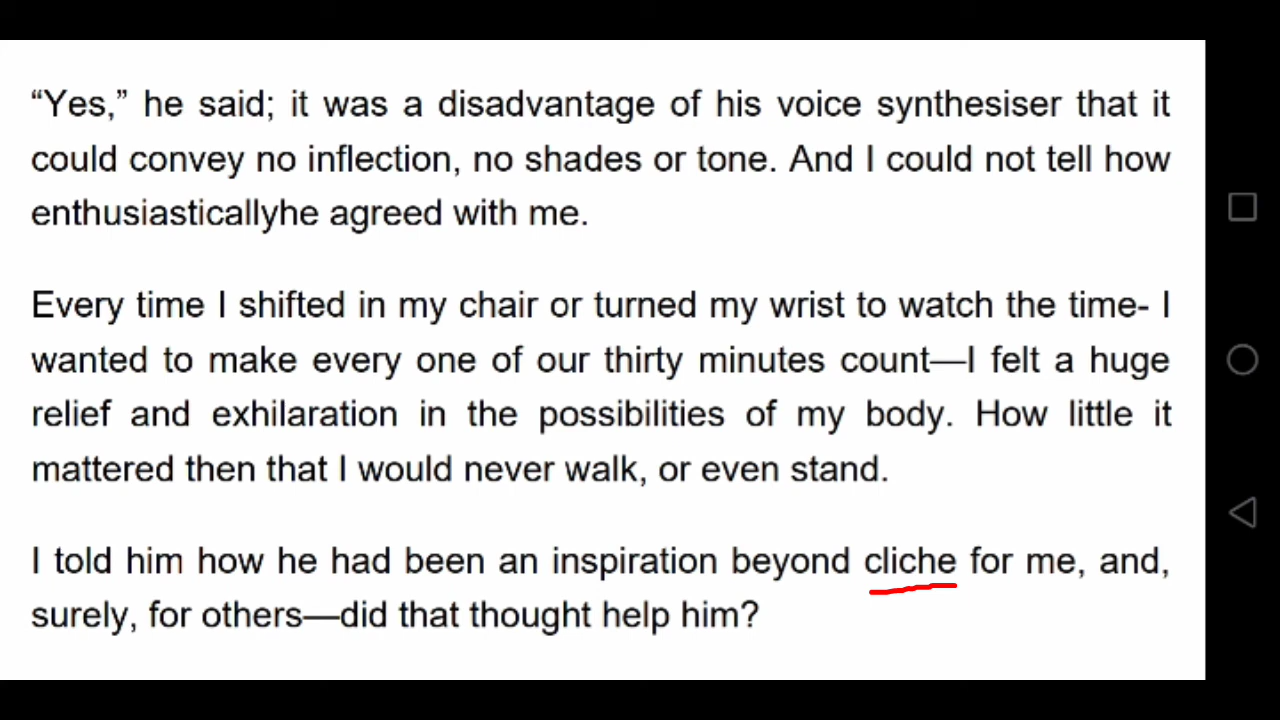 “Yes,” he said; it was a disadvantage of his voice synthesiser that it
could convey no inflection, no shades or tone. And I could not tell how
enthusiasticallyhe agreed with me.
Every time I shifted in my chair or turned my wrist to watch the time- I
wanted to make every one of our thirty minutes count—I felt a huge
relief and exhilaration in the possibilities of my body. How little it
mattered then that I would never walk, or even stand.
I told him how he had been an inspiration beyond cliche for me, and,
surely, for others—did that thought help him?